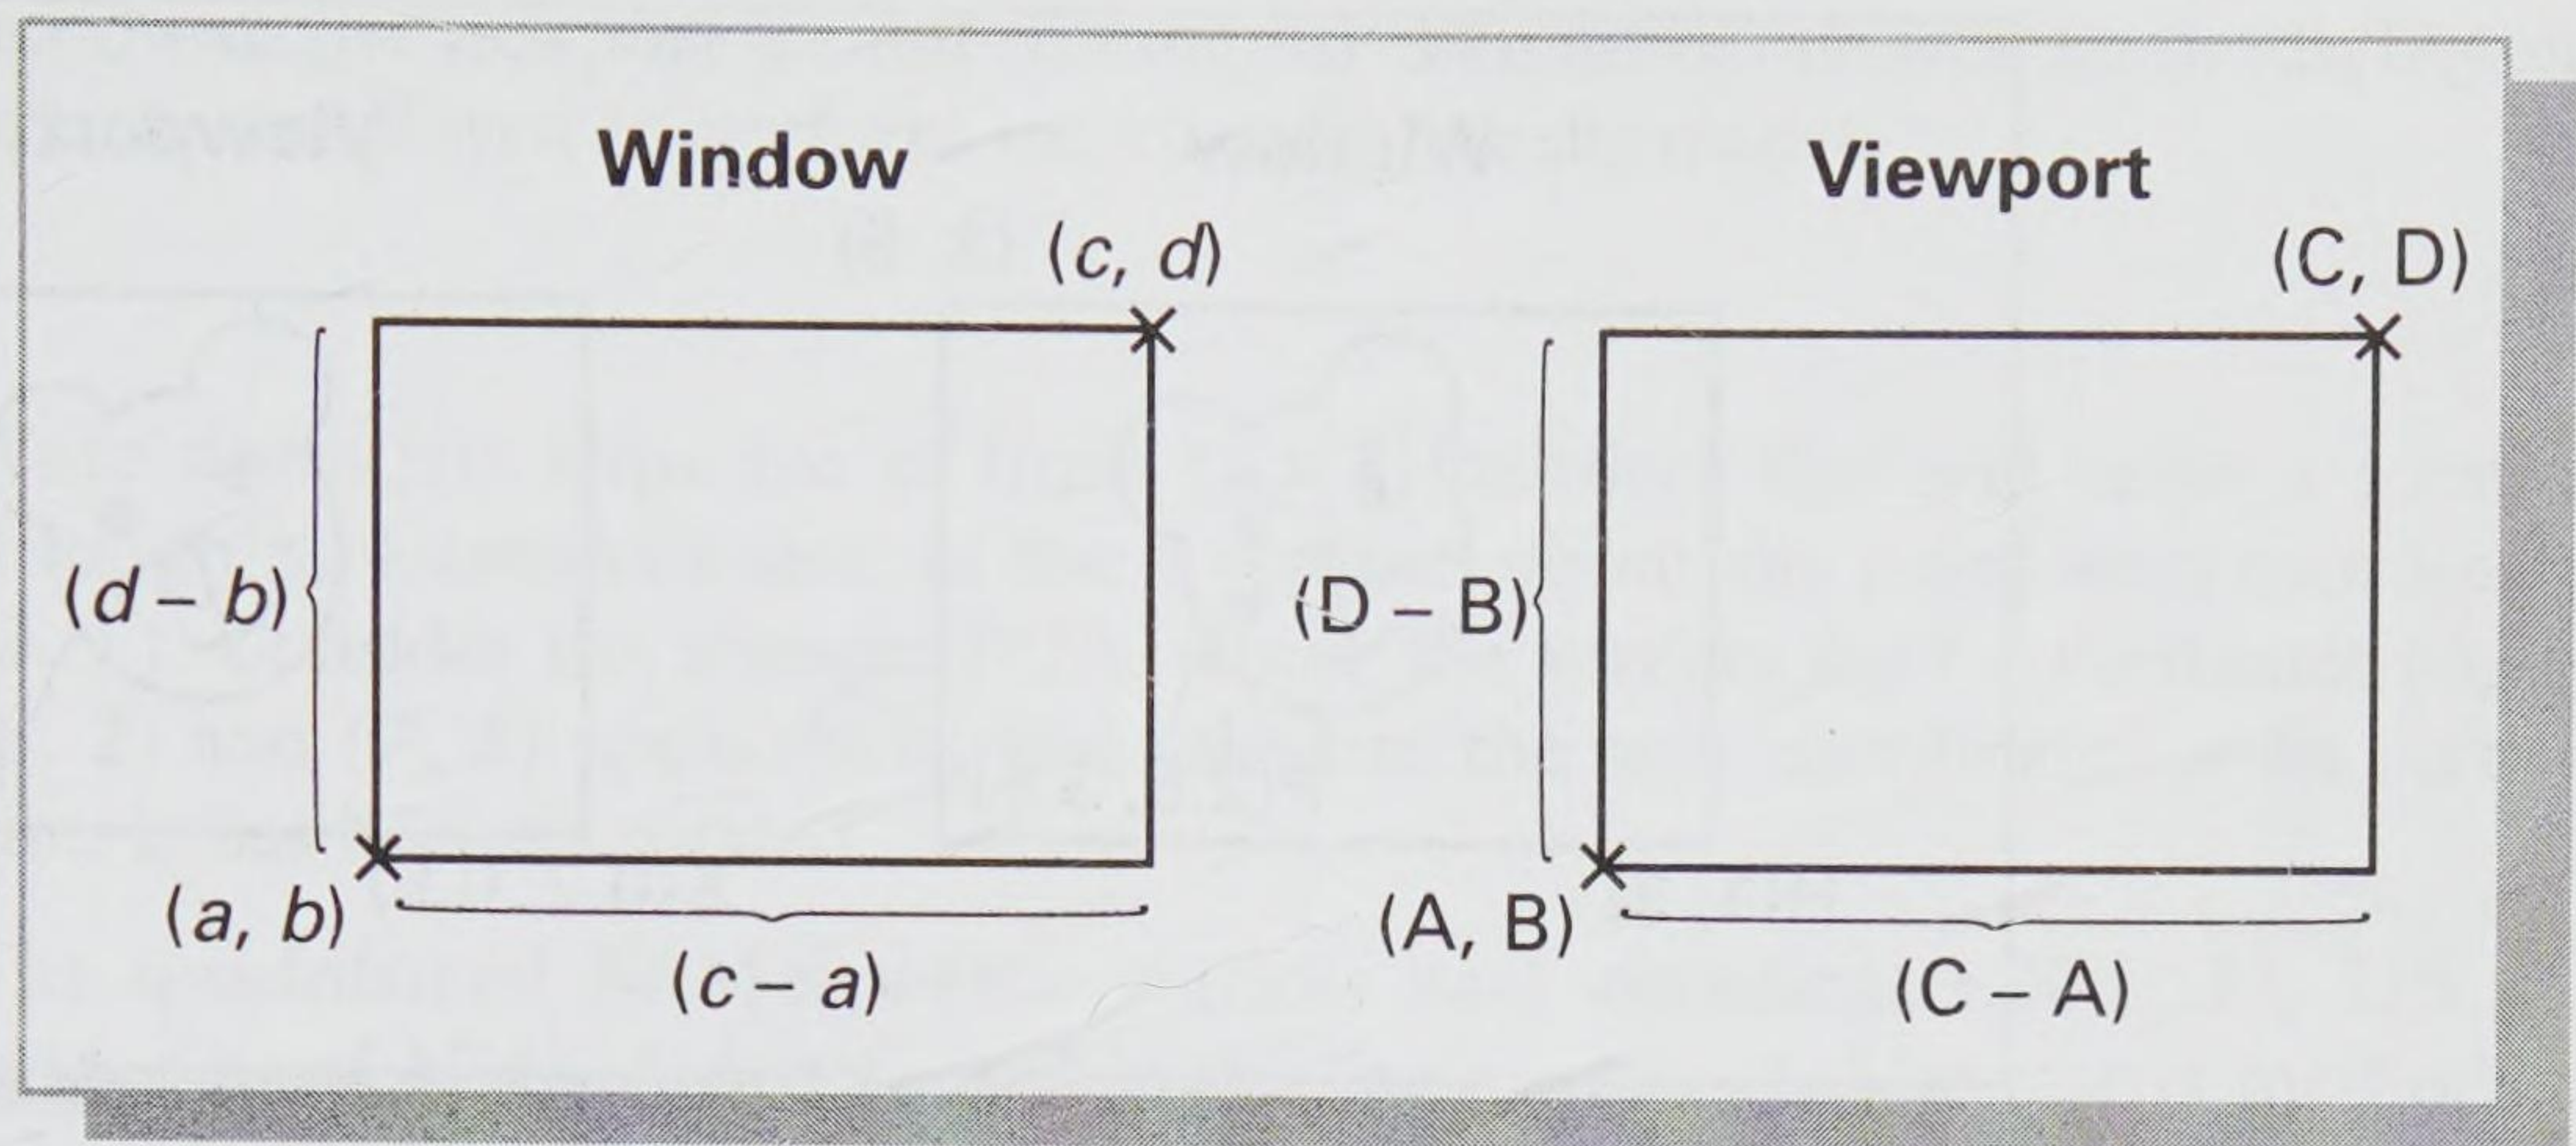 Window
(c, d)
(d – b)
(a, b)
(c – a)
Viewport
(C, D)
(D – B)
(A, B)
(C – A)